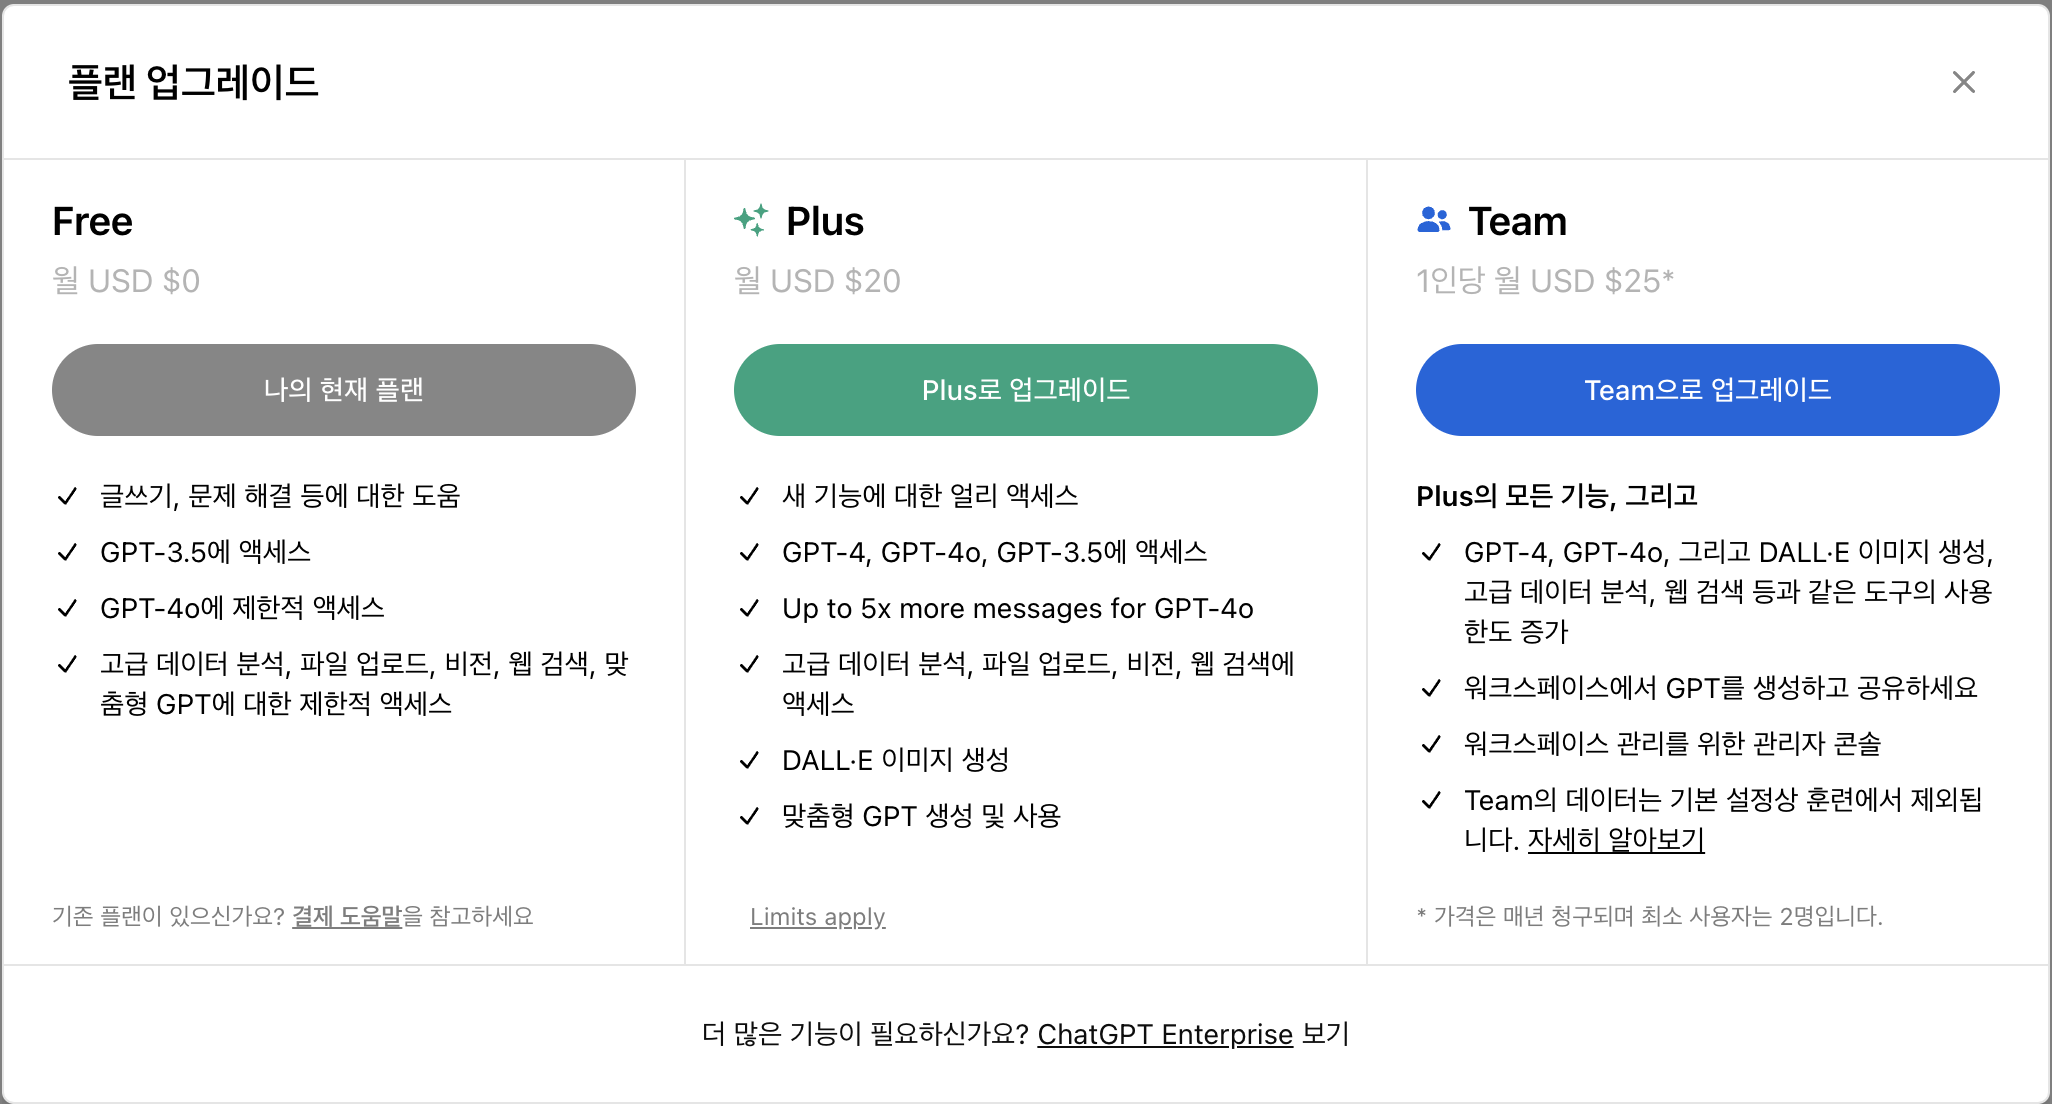 플랜 업그레이드
Free
월 USD $0
나의 현재 플랜
글쓰기, 문제 해결 등에 대한 도움
GPT-3.5에 액세스
GPT-4o에 제한적 액세스
고급 데이터 분석, 파일 업로드, 비전, 웹 검색, 맞
춤형 GPT에 대한 제한적 액세스
기존 플랜이 있으신가요? 결제 도움말을 참고하세요
Plus
월 USD $20
Plus로 업그레이드
새 기능에 대한 얼리 액세스
GPT-4, GPT-4o, GPT-3.5에 액세스
Up to 5x more messages for GPT-4o
고급 데이터 분석, 파일 업로드, 비전, 웹 검색에
액세스
DALL·E 이미지 생성
맞춤형 GPT 생성 및 사용
Limits apply
Team
1인당 월 USD $25*
Team으로 업그레이드
Plus의 모든 기능, 그리고
GPT-4, GPT-4o, 그리고 DALL·E 이미지 생성,
고급 데이터 분석, 웹 검색 등과 같은 도구의 사용
한도 증가
워크스페이스에서 GPT를 생성하고 공유하세요
워크스페이스 관리를 위한 관리자 콘솔
Team의 데이터는 기본 설정상 훈련에서 제외됩
니다. 자세히 알아보기
* 가격은 매년 청구되며 최소 사용자는 2명입니다.
더 많은 기능이 필요하신가요? ChatGPT Enterprise 보기